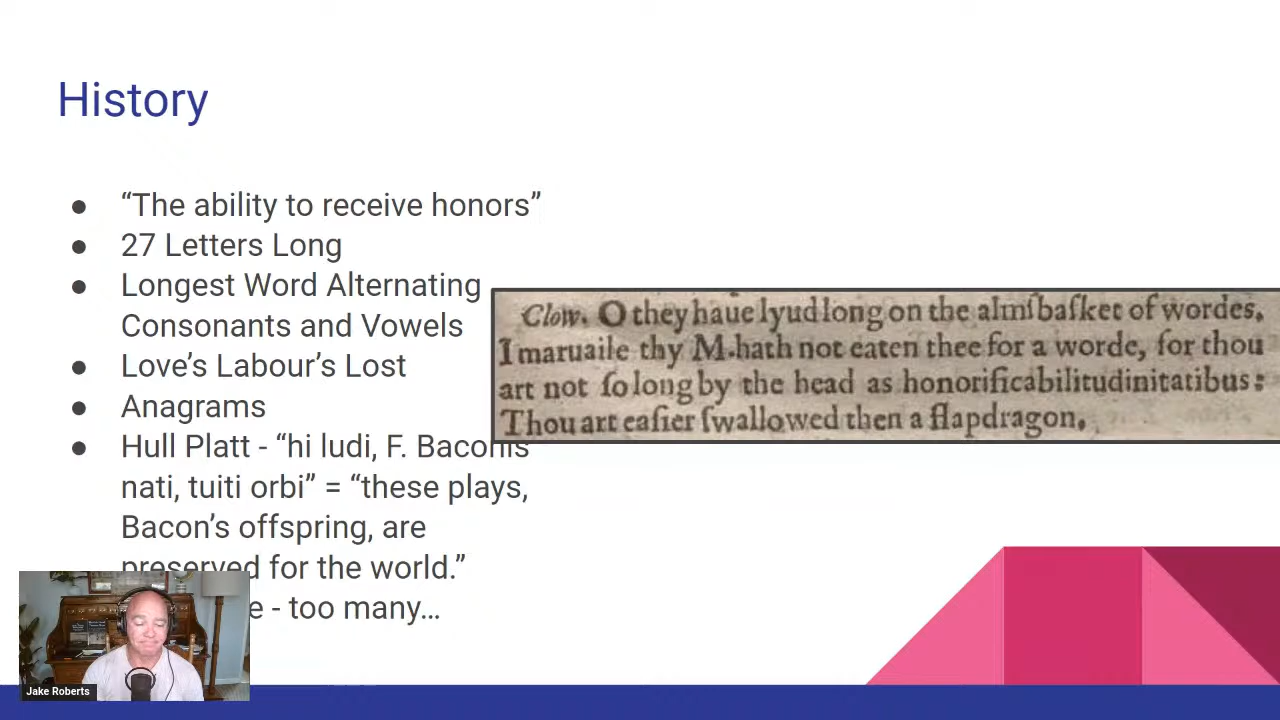 History
● “The ability to receive honors”
● 27 Letters Long
● Longest Word Alternating
Consonants and Vowels
● Love’s Labour’s Lost
● Anagrams
● Hull Platt - “hi ludi, F. Baconis
nati, tuiti orbi” = “these plays,
Bacon’s offspring, are
preserved for the world.”
- too many…
Clow. O they haue lyud long on the almſbaſket of wordes,
I maruaile thy M. hath not eaten thee for a worde, for thou
art not ſo long by the head as honorificabilitudinitatibus:
Thou art eaſier ſwallowed then a flapdragon.
Jake Roberts